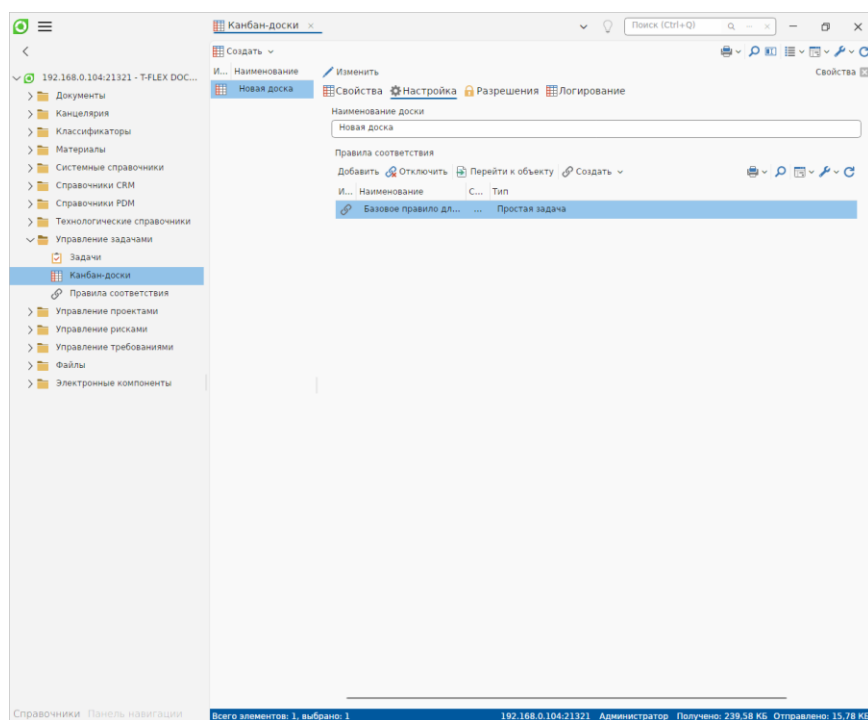 Канбан-доски ×
Поиск (Ctrl+Q)
Создать
192.168.0.104:21321 - T-FLEX DOC...
Документы
Канцелярия
Классификаторы
Материалы
Системные справочники
Справочники CRM
Справочники PDM
Технологические справочники
Управление задачами
Задачи
Канбан-доски
Правила соответствия
Управление проектами
Управление рисками
Управление требованиями
Файлы
Электронные компоненты
И... Наименование
Новая доска
Изменить
Свойства
Свойства Настройка Разрешения Логирование
Наименование доски
Новая доска
Правила соответствия
Добавить Отключить Перейти к объекту Создать
И... Наименование С... Тип
Базовое правило дл... ... Простая задача
Справочники Панель навигации
Всего элементов: 1, выбрано: 1 192.168.0.104:21321 Администратор Получено: 239,58 КБ Отправлено: 15,78 КБ